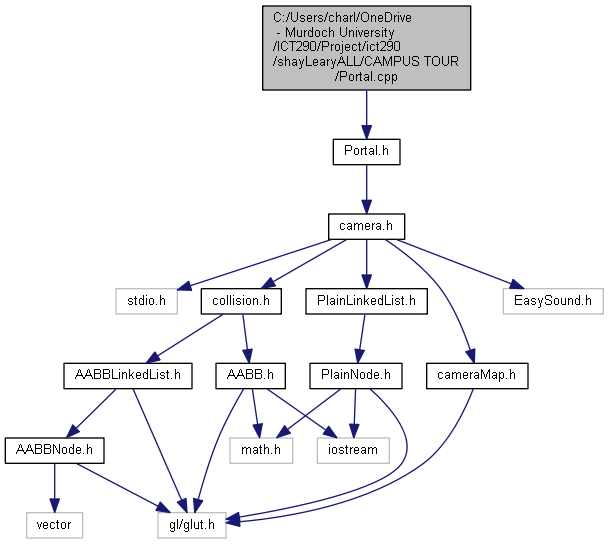 C:/Users/charl/OneDrive
- Murdoch University
/ICT290/Project/ict290
/shayLearyALL/CAMPUS TOUR
/Portal.cpp
Portal.h
camera.h
stdio.h
collision.h
PlainLinkedList.h
EasySound.h
AABBLinkedList.h
AABB.h
PlainNode.h
cameraMap.h
AABBNode.h
math.h
iostream
vector
gl/glut.h